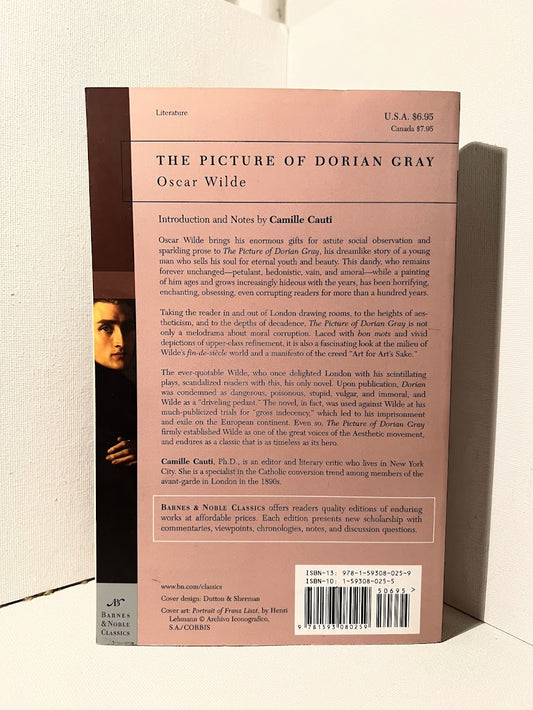 Literature
U.S.A. $6.95
Canada $7.95
THE PICTURE OF DORIAN GRAY
Oscar Wilde
Introduction and Notes by Camille Cauti
Oscar Wilde brings his enormous gifts for astute social observation and
sparkling prose to The Picture of Dorian Gray, his dreamlike story of a young
man who sells his soul for eternal youth and beauty. This dandy, who remains
forever unchanged—petulant, hedonistic, vain, and amoral—while a painting
of him ages and grows increasingly hideous with the years, has been horrifying,
enchanting, obsessing, even corrupting readers for more than a hundred years.
Taking the reader in and out of London drawing rooms, to the heights of aes-
theticism, and to the depths of decadence, The Picture of Dorian Gray is not
only a melodrama about moral corruption. Laced with bon mots and vivid
depictions of upper-class refinement, it is also a fascinating look at the milieu of
Wilde's fin-de-siècle world and a manifesto of the creed "Art for Art's Sake."
The ever-quotable Wilde, who once delighted London with his scintillating
plays, scandalized readers with this, his only novel. Upon publication, Dorian
was condemned as dangerous, poisonous, stupid, vulgar, and immoral, and
Wilde as a "driveling pedant." The novel, in fact, was used against Wilde at his
much-publicized trials for "gross indecency," which led to his imprisonment
and exile on the European continent. Even so, The Picture of Dorian Gray
firmly established Wilde as one of the great voices of the Aesthetic movement,
and endures as a classic that is as timeless as its hero.
Camille Cauti, Ph.D., is an editor and literary critic who lives in New York
City. She is a specialist in the Catholic conversion trend among members of the
avant-garde in London in the 1890s.
BARNES & NOBLE CLASSICS offers readers quality editions of enduring
works at affordable prices. Each edition presents new scholarship with
commentaries, viewpoints, chronologies, notes, and discussion questions.
www.bn.com/classics
Cover design: Dutton & Sherman
Cover art: Portrait of Franz Liszt, by Henri
Lehmann © Archivo Iconografico,
S.A./CORBIS
ISBN-13: 978-1-59308-025-9
ISBN-10: 1-59308-025-5
50695>
9 781593 080259
BARNES
& NOBLE
CLASSICS